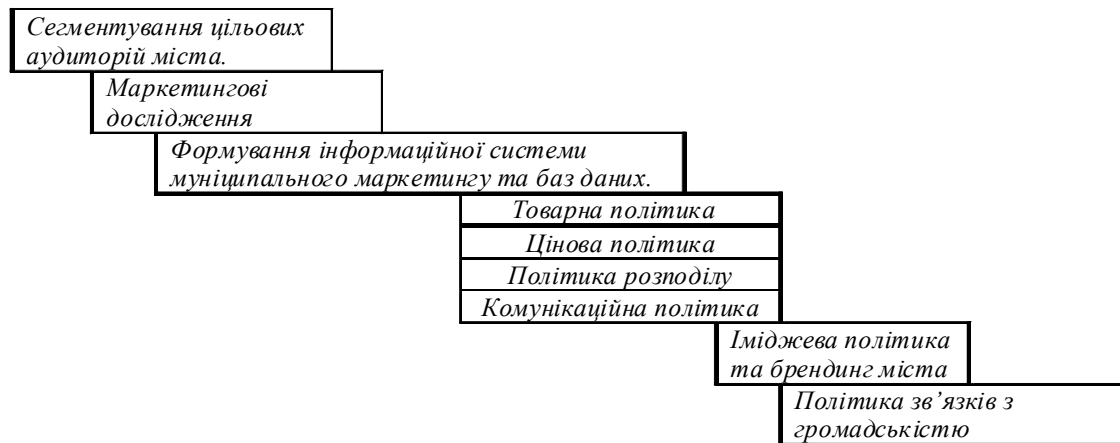 Сегментування цільових
аудиторій міста.
Маркетингові
дослідження
Формування інформаційної системи
муніципального маркетингу та баз даних.
Товарна політика
Цінова політика
Політика розподілу
Комунікаційна політика
Іміджева політика
та брендинг міста
Політика зв’язків з
громадськістю